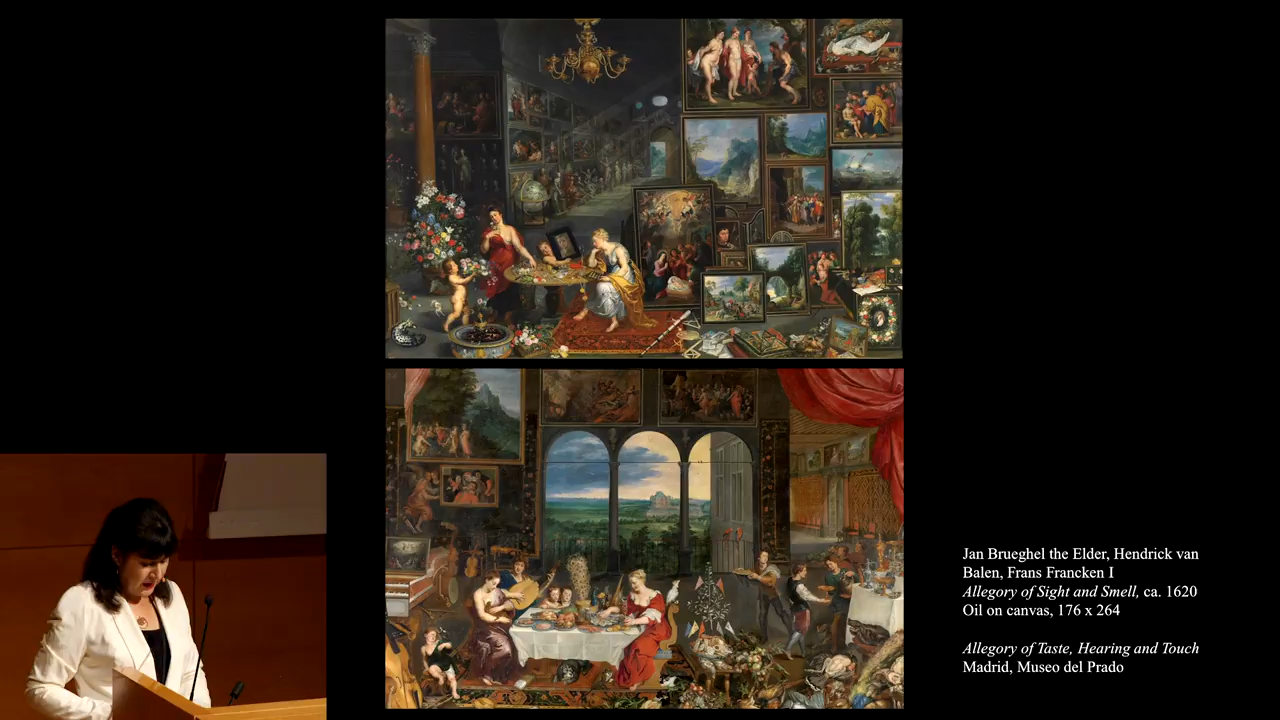 Jan Brueghel the Elder, Hendrick van
Balen, Frans Francken I
Allegory of Sight and Smell, ca. 1620
Oil on canvas, 176 x 264
Allegory of Taste, Hearing and Touch
Madrid, Museo del Prado